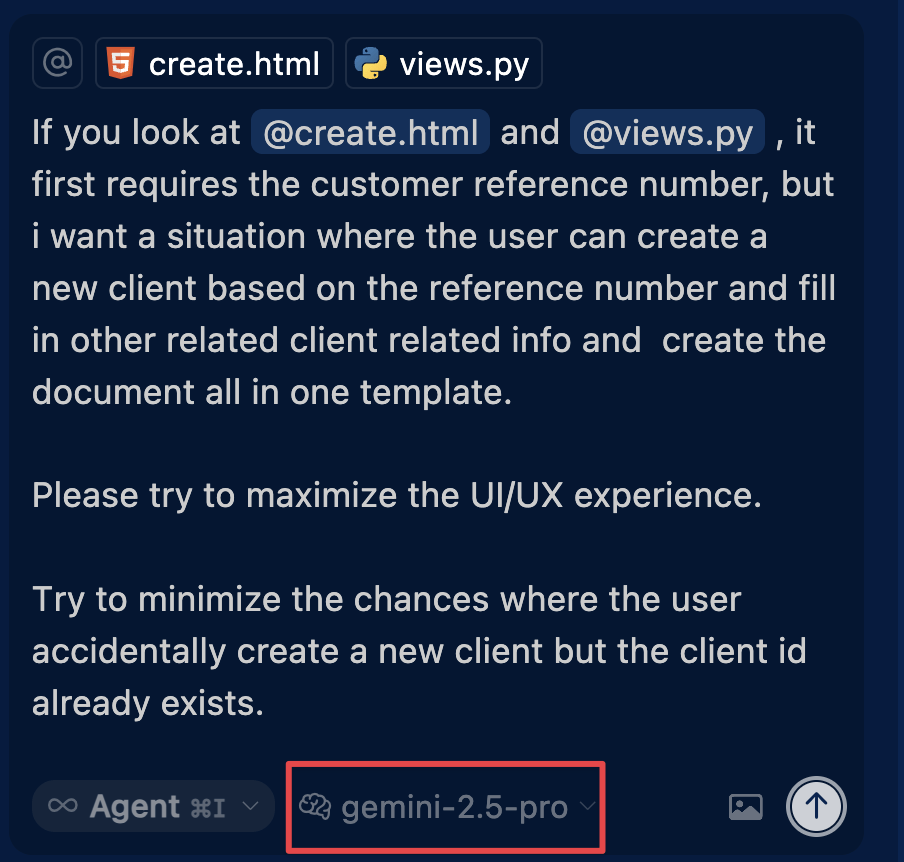 @ create.html views.py
If you look at @create.html and @views.py , it
first requires the customer reference number, but
i want a situation where the user can create a
new client based on the reference number and fill
in other related client related info and  create the
document all in one template.
Please try to maximize the UI/UX experience.
Try to minimize the chances where the user
accidentally create a new client but the client id
already exists.
∞ Agent ⌘I gemini-2.5-pro